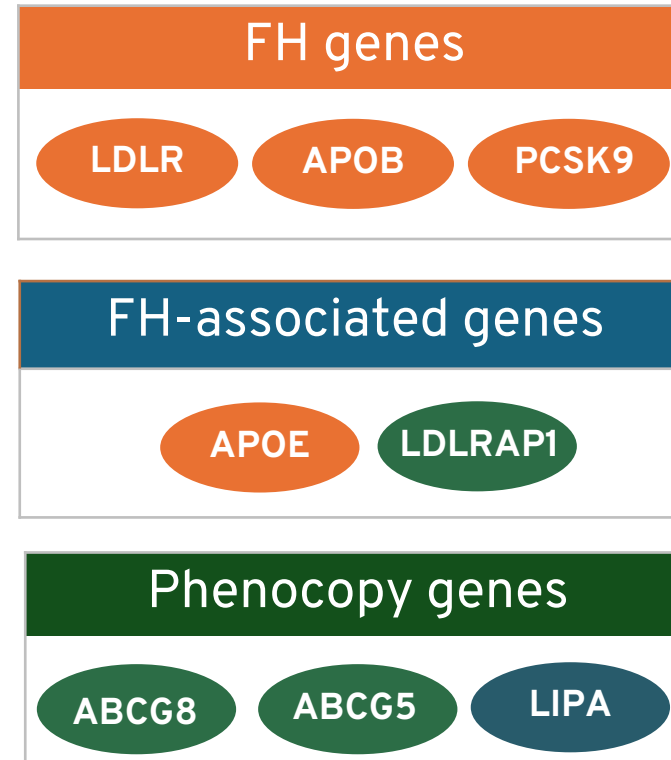 FH genes
LDLR APOB PCSK9
FH-associated genes
APOE LDLRAP1
Phenocopy genes
ABCG8 ABCG5 LIPA